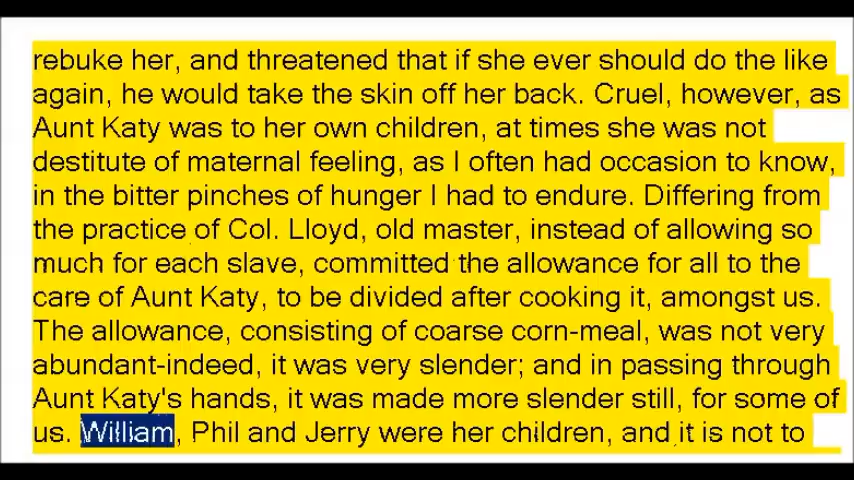 rebuke her, and threatened that if she ever should do the like
again, he would take the skin off her back. Cruel, however, as
Aunt Katy was to her own children, at times she was not
destitute of maternal feeling, as I often had occasion to know,
in the bitter pinches of hunger I had to endure. Differing from
the practice of Col. Lloyd, old master, instead of allowing so
much for each slave, committed the allowance for all to the
care of Aunt Katy, to be divided after cooking it, amongst us.
The allowance, consisting of coarse corn-meal, was not very
abundant-indeed, it was very slender; and in passing through
Aunt Katy's hands, it was made more slender still, for some of
us. William, Phil and Jerry were her children, and it is not to